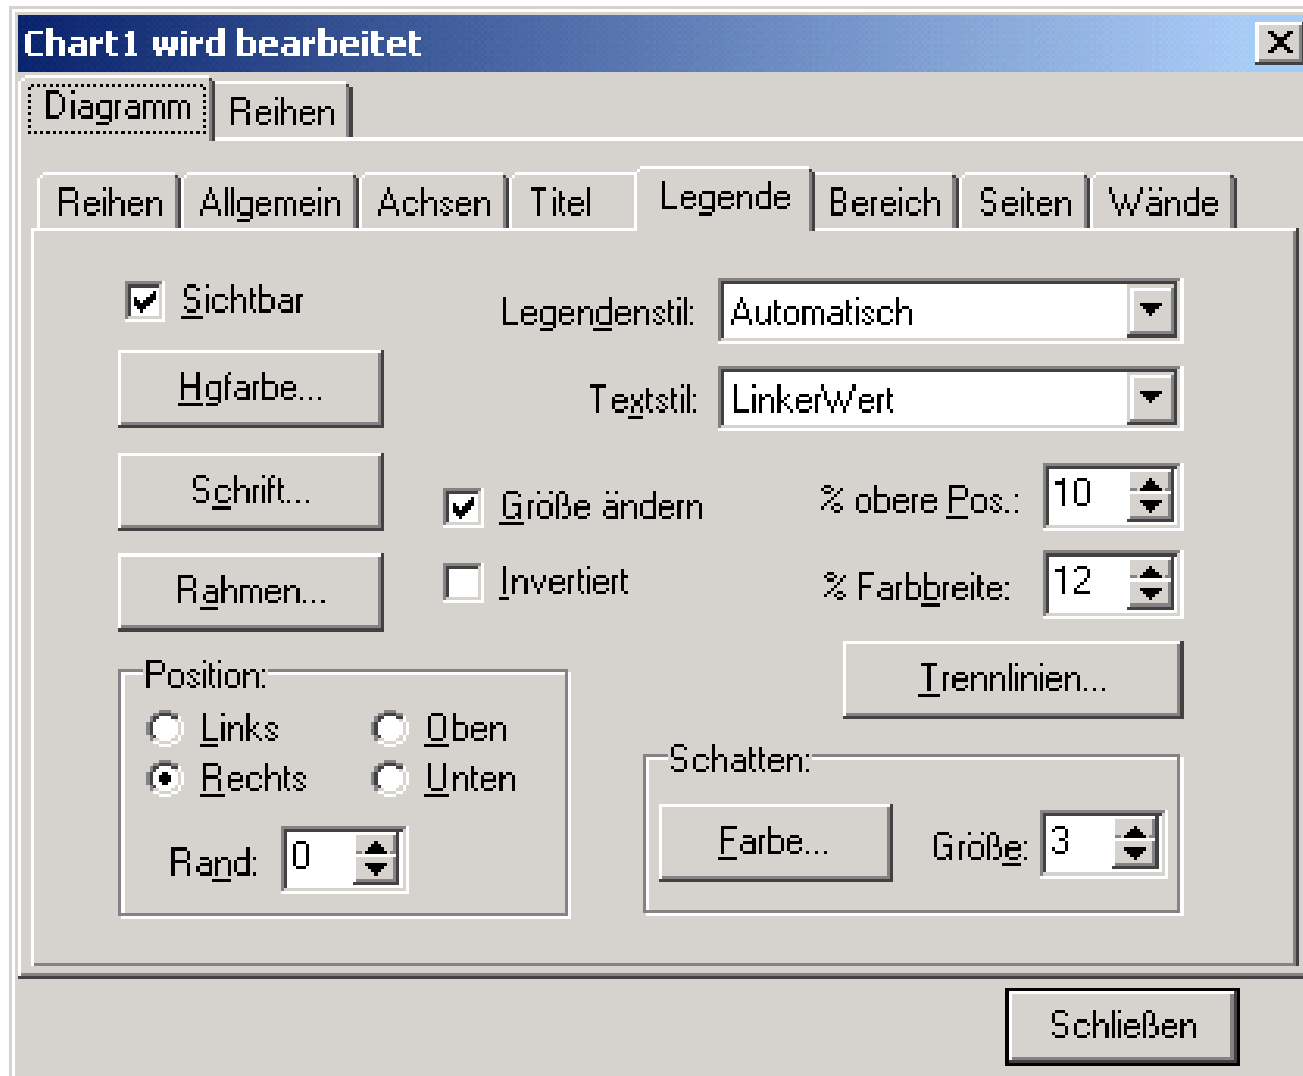 Chart1 wird bearbeitet
Diagramm Reihen
Reihen Allgemein Achsen Titel Legende Bereich Seiten Wände
Sichtbar Legendenstil: Automatisch
Hgfarbe... Textstil: LinkerWert
Schrift... Größe ändern % obere Pos.: 10
Rahmen... Invertiert % Farbbreite: 12
Trennlinien...
Position:
Links Oben
Rechts Unten
Rand: 0
Schatten:
Farbe... Größe: 3
Schließen